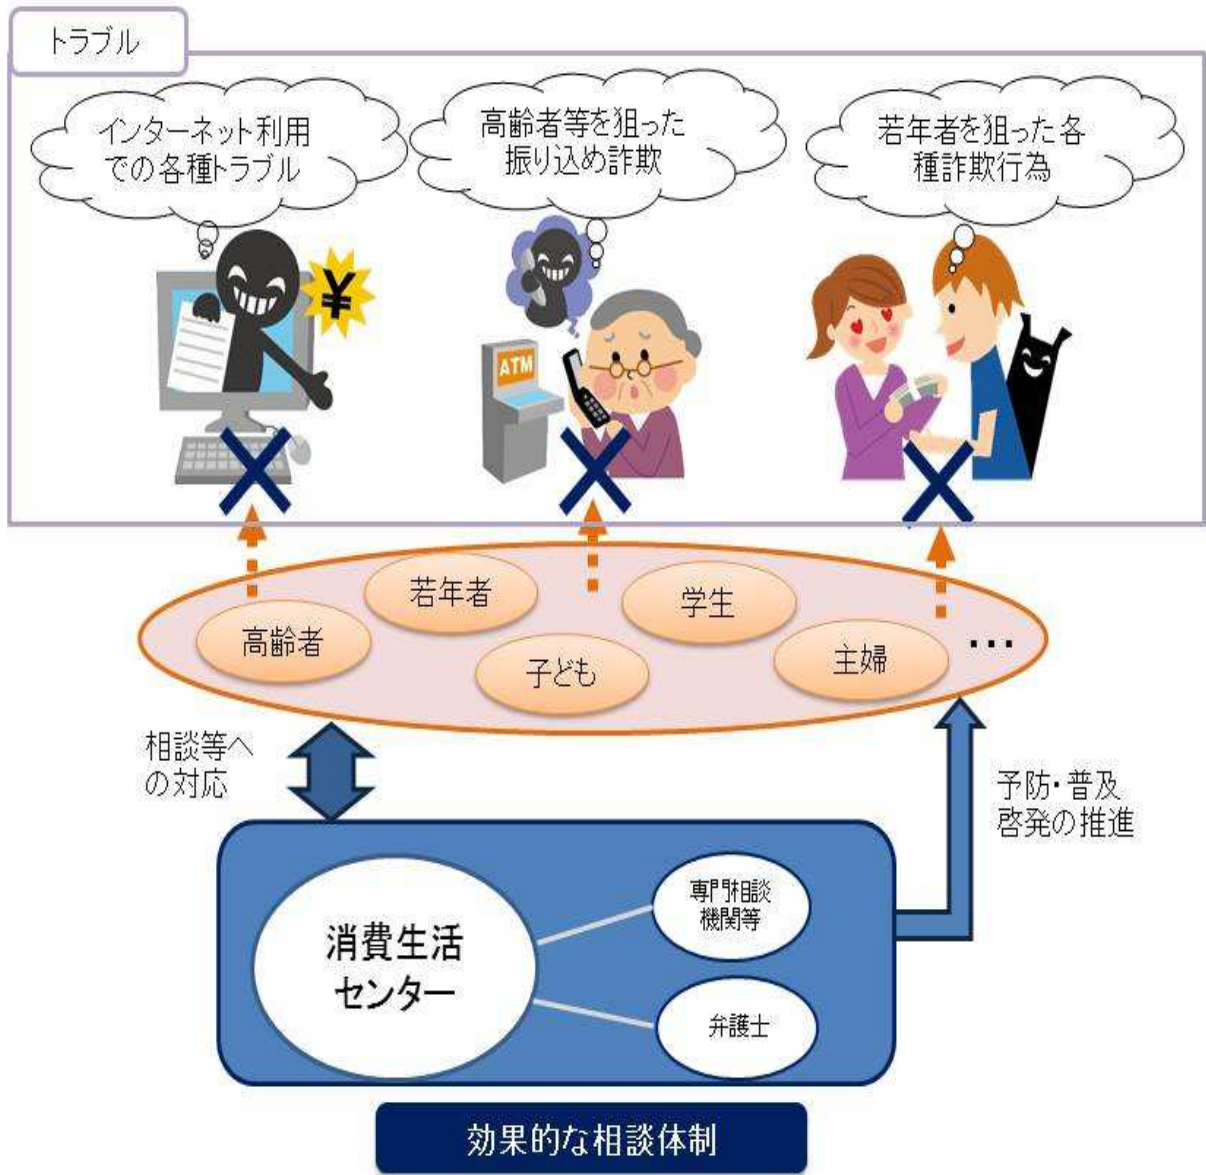 トラブル
インターネット利用
での各種トラブル
高齢者等を狙った
振り込め詐欺
若年者を狙った各
種詐欺行為
¥
ATM
若年者
学生
高齢者
子ども
主婦
…
相談等へ
の対応
予防・普及
啓発の推進
消費生活
センター
専門相談
機関等
弁護士
効果的な相談体制